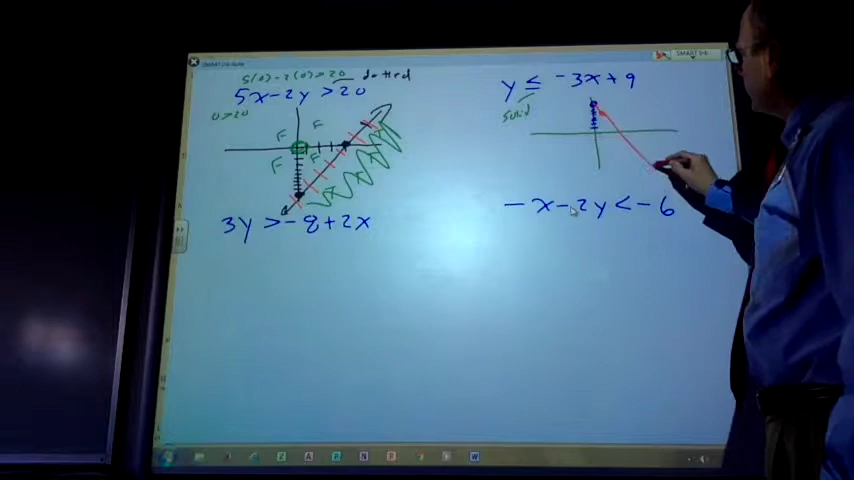 5(0)-2(0)>20 dotted
5x-2y >20
0>20
F F
F F
3y >-8+2x
y ≤ -3x+9
solid
-x-2y<-6